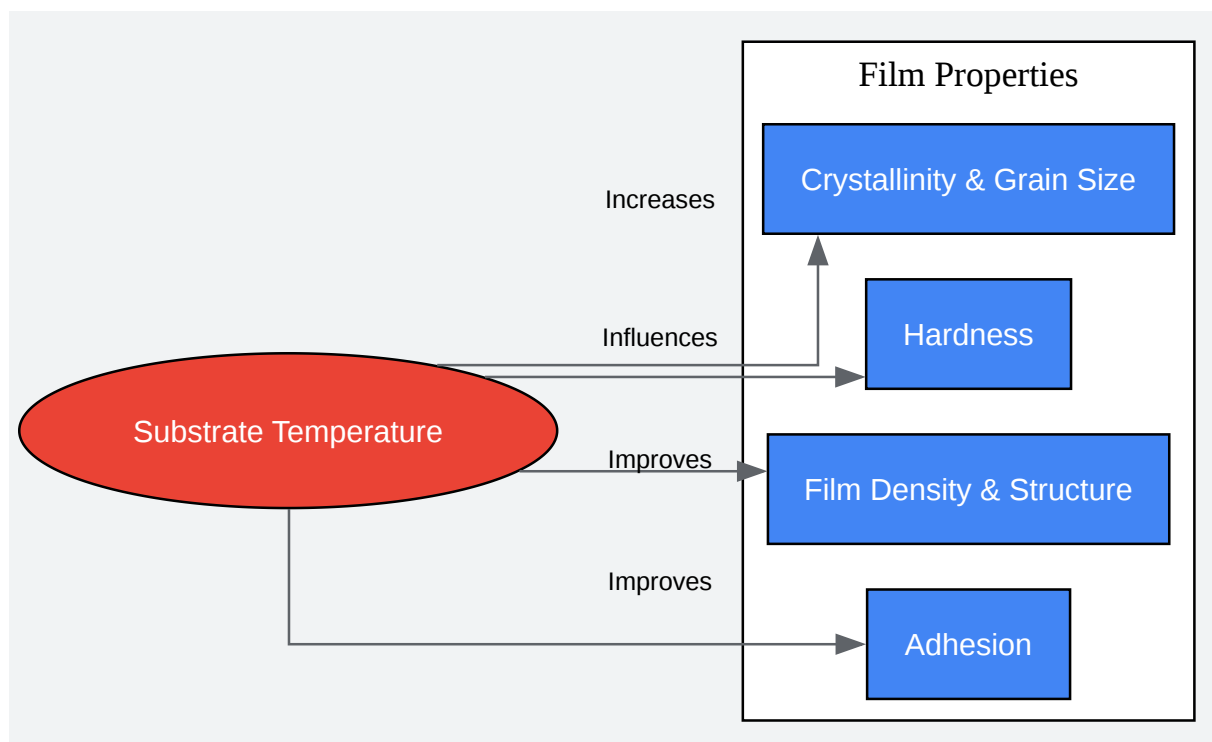 Film Properties
Crystallinity & Grain Size
Increases
Hardness
Influences
Substrate Temperature
Improves
Film Density & Structure
Improves
Adhesion